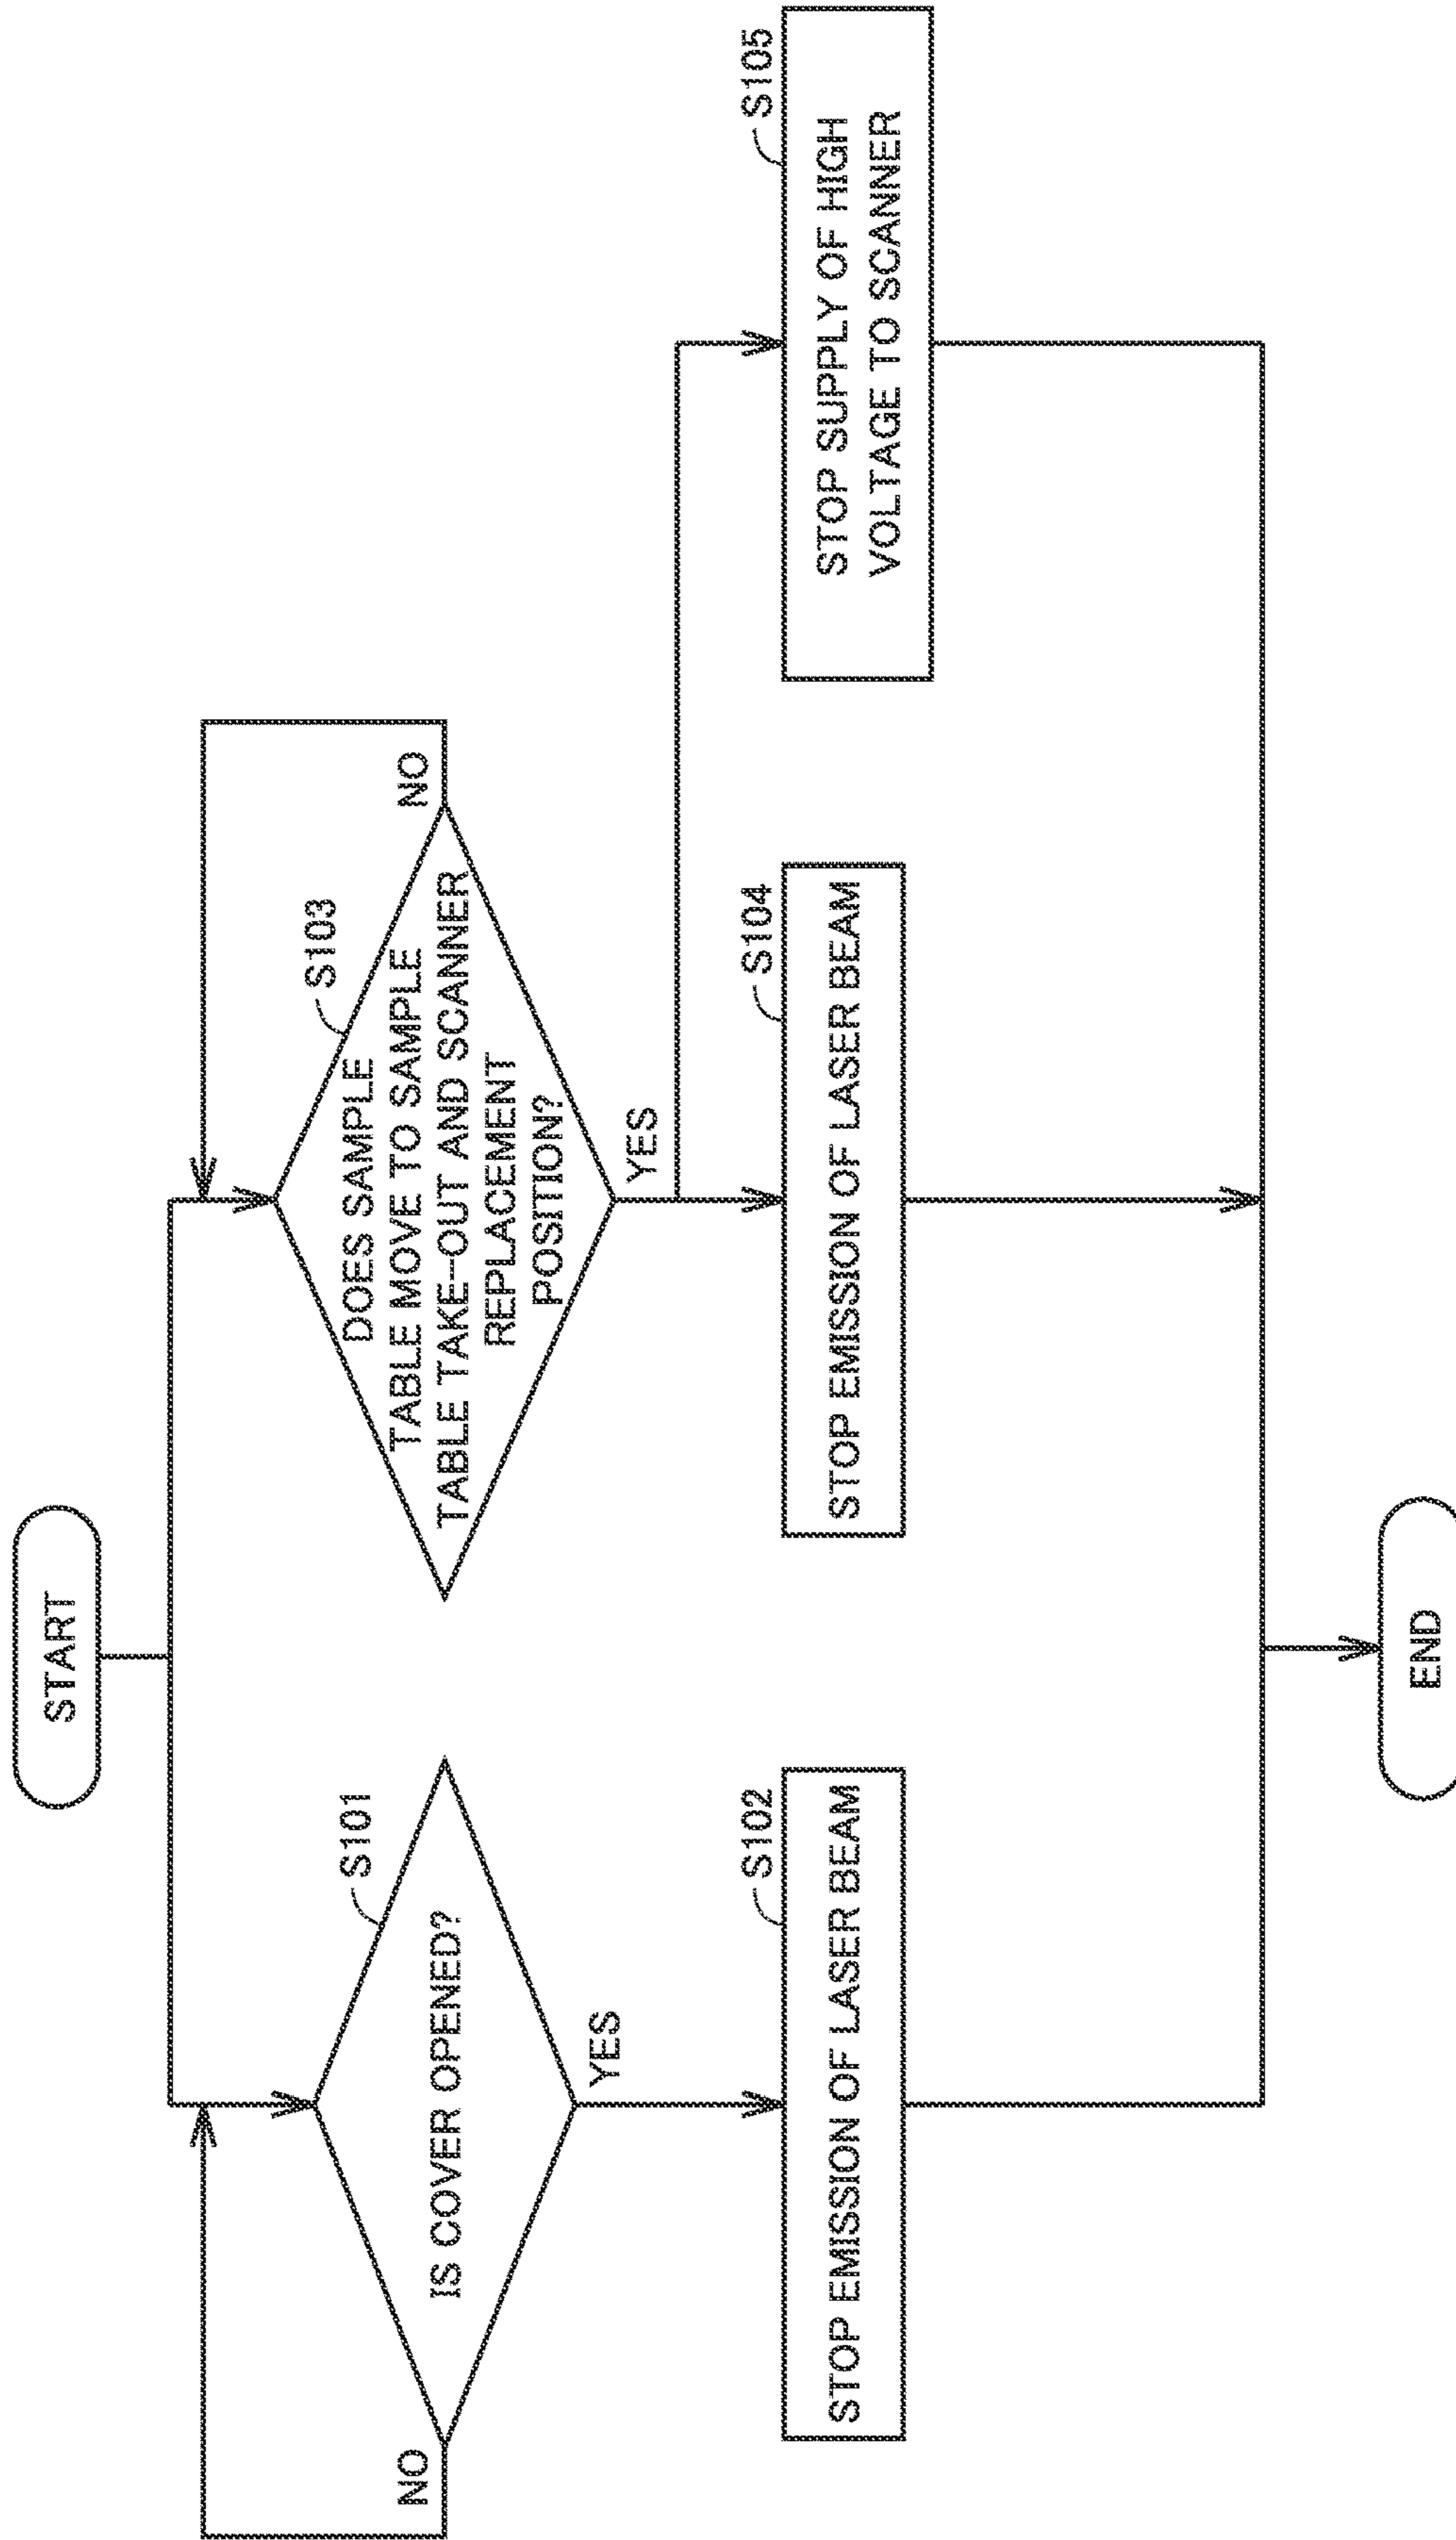 START
S101
IS COVER OPENED?
NO
YES
S102
STOP EMISSION OF LASER BEAM
S103
DOES SAMPLE
TABLE MOVE TO SAMPLE
TABLE TAKE-OUT AND SCANNER
REPLACEMENT
POSITION?
NO
YES
S104
STOP EMISSION OF LASER BEAM
S105
STOP SUPPLY OF HIGH
VOLTAGE TO SCANNER
END